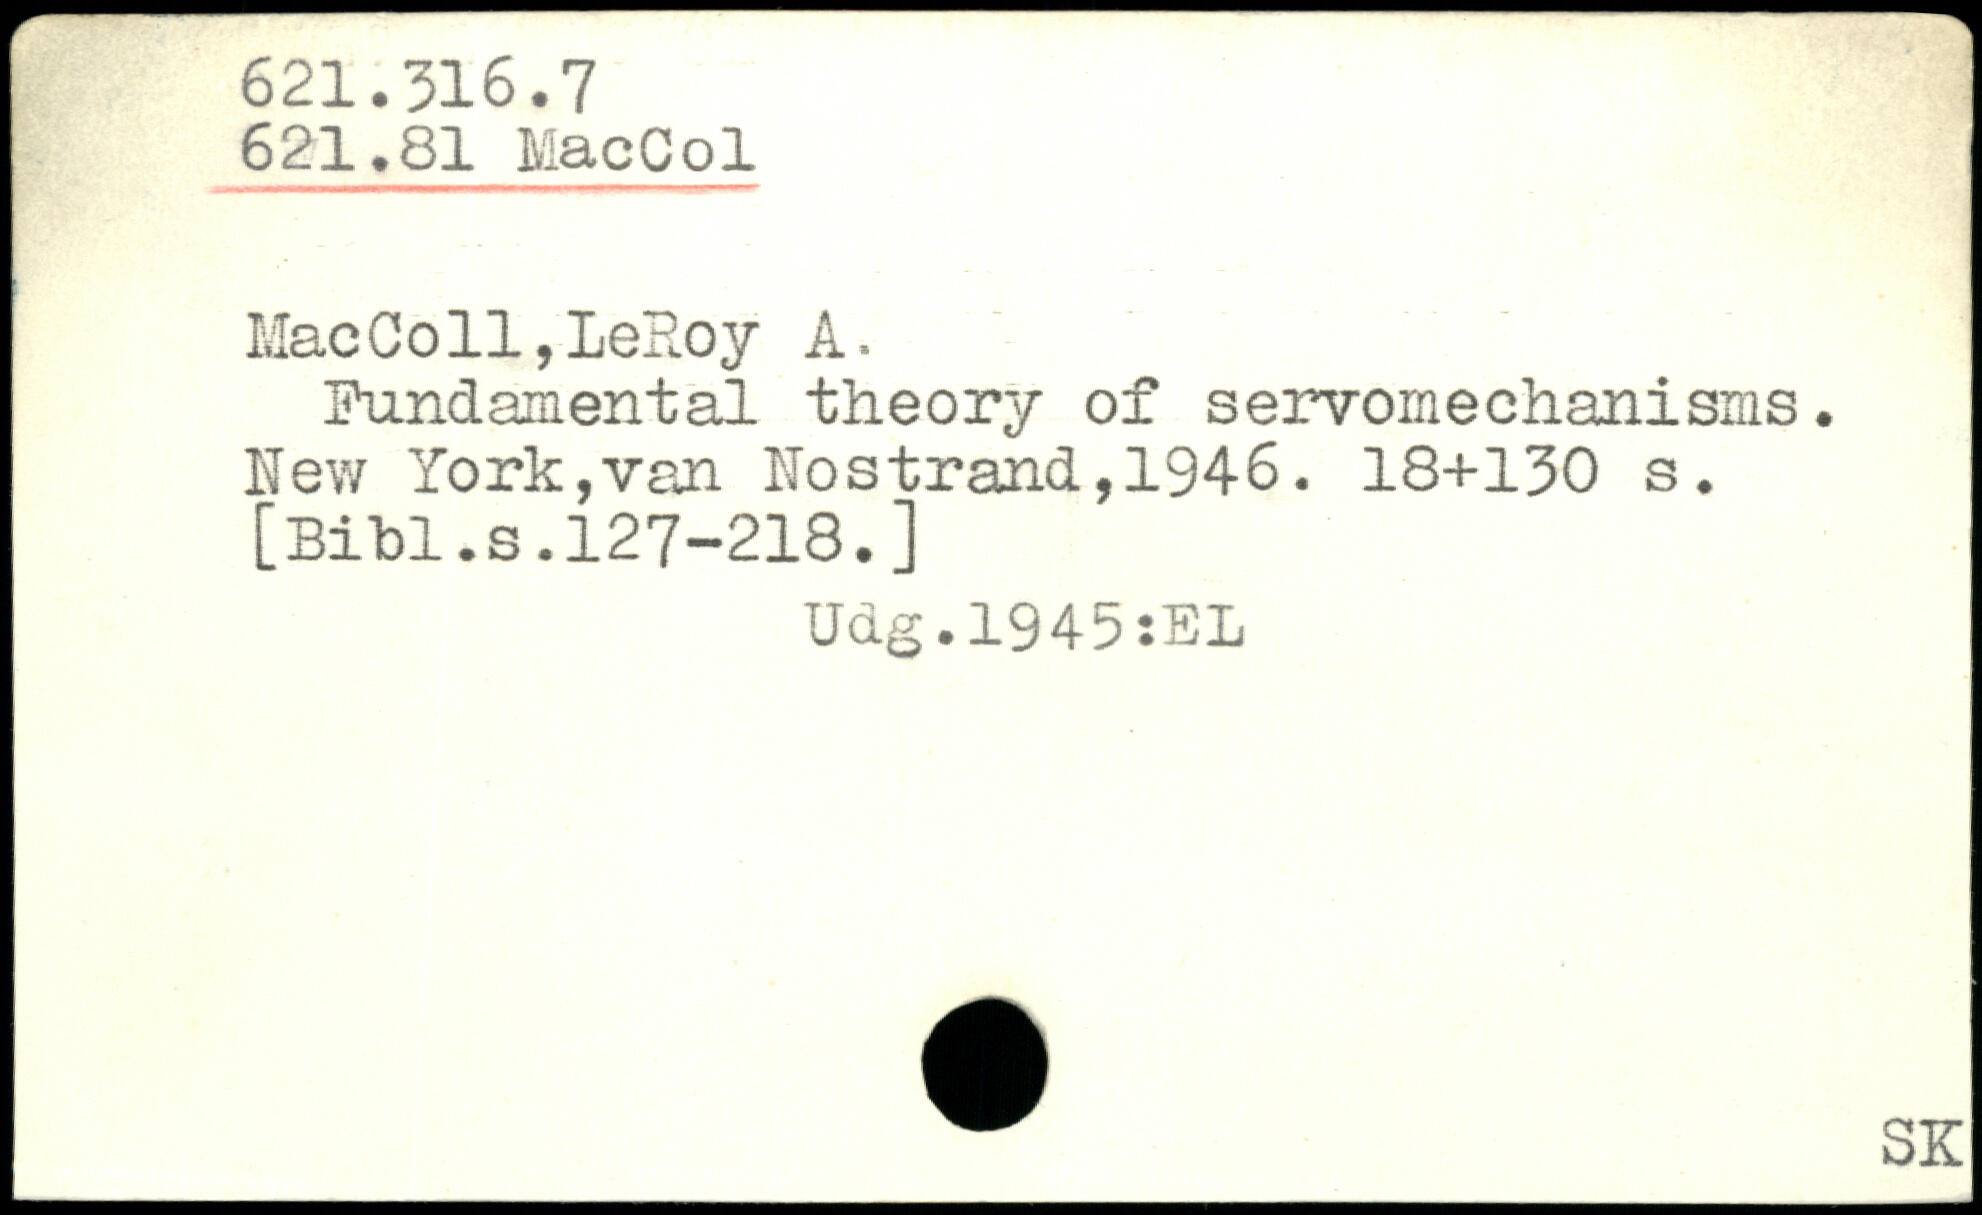 621.316.7
621.81 MacCol
MacColl,LeRoy A.
Fundamental theory of servomechanisms.
New York,van Nostrand,1946. 18+130 s.
[Bibl.s.127-218.]
Udg.1945:EL
SK